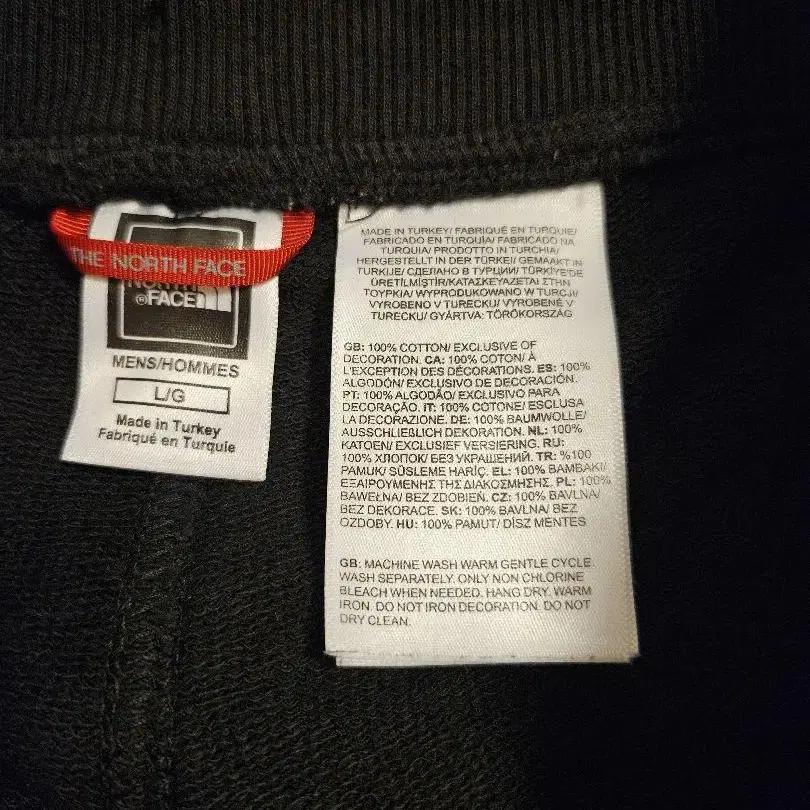 THE NORTH FACE
FACE
MENS/HOMMES
L/G
Made in Turkey
Fabriqué en Turquie
MADE IN TURKEY/ FABRIQUÉ EN TURQUIE/
FABRICADO EN TURQUÍA/ FABRICADO NA
TURQUIA/ PRODOTTO IN TURCHIA/
HERGESTELLT IN DER TÜRKEI/ GEMAAKT IN
TURKIJE/ СДЕЛАНО В ТУРЦИИ/ TÜRKİYE'DE
ÜRETİLMİŞTİR/ΚΑΤΑΣΚΕΥΑΖΕΤΑΙ ΣΤΗΝ
ΤΟΥΡΚΙΑ/ WYPRODUKOWANO W TURCJI/
VYROBENO V TURECKU/ VYROBENÉ V
TURECKU/ GYÁRTVA: TÖRÖKORSZÁG
GB: 100% COTTON/ EXCLUSIVE OF
DECORATION. CA: 100% COTON/ À
L'EXCEPTION DES DÉCORATIONS. ES: 100%
ALGODÓN/ EXCLUSIVO DE DECORACIÓN.
PT: 100% ALGODÃO/ EXCLUSIVO PARA
DECORAÇÃO. IT: 100% COTONE/ ESCLUSA
LA DECORAZIONE. DE: 100% BAUMWOLLE/
AUSSCHLIEßLICH DEKORATION. NL: 100%
KATOEN/ EXCLUSIEF VERSIERING. RU:
100% ХЛОПОК/ БЕЗ УКРАШЕНИЙ. TR: %100
PAMUK/ SÜSLEME HARİÇ. EL: 100% ΒΑΜΒΑΚΙ/
ΕΞΑΙΡΟΥΜΕΝΗΣ ΤΗΣ ΔΙΑΚΟΣΜΗΣΗΣ. PL: 100%
BAWEŁNA/ BEZ ZDOBIEŃ. CZ: 100% BAVLNA/
BEZ DEKORACE. SK: 100% BAVLNA/ BEZ
OZDOBY. HU: 100% PAMUT/ DÍSZ MENTES
GB: MACHINE WASH WARM GENTLE CYCLE.
WASH SEPARATELY. ONLY NON CHLORINE
BLEACH WHEN NEEDED. HANG DRY. WARM
IRON. DO NOT IRON DECORATION. DO NOT
DRY CLEAN.